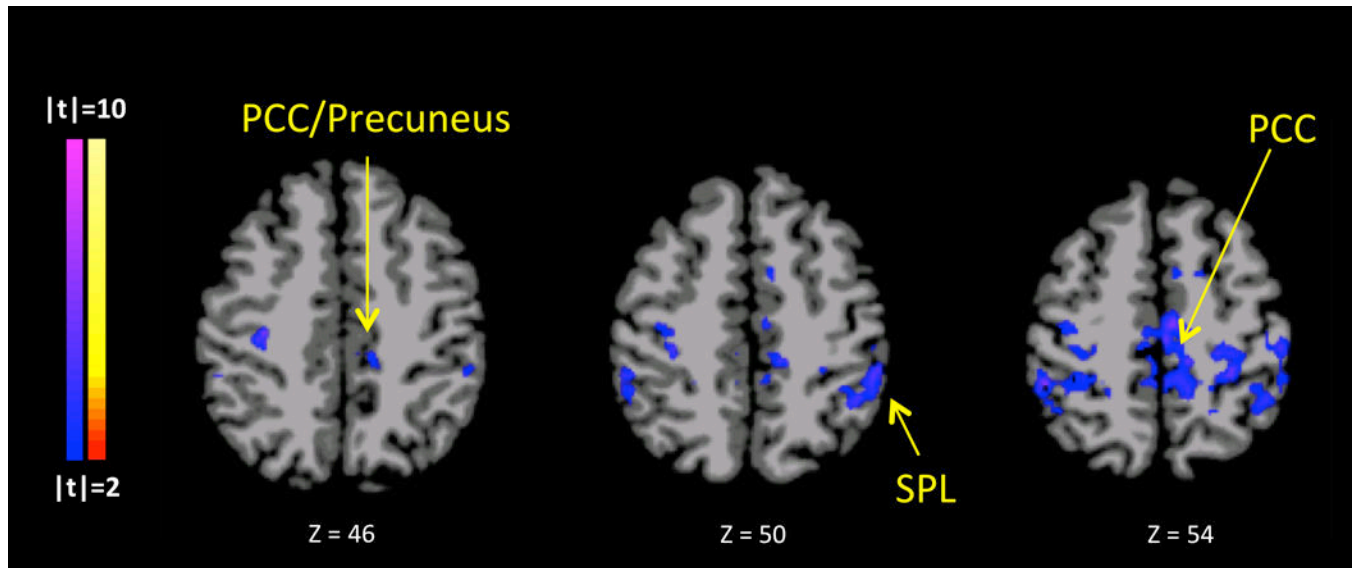 |t|=10
PCC/Precuneus
PCC
|t|=2
SPL
Z = 46
Z = 50
Z = 54